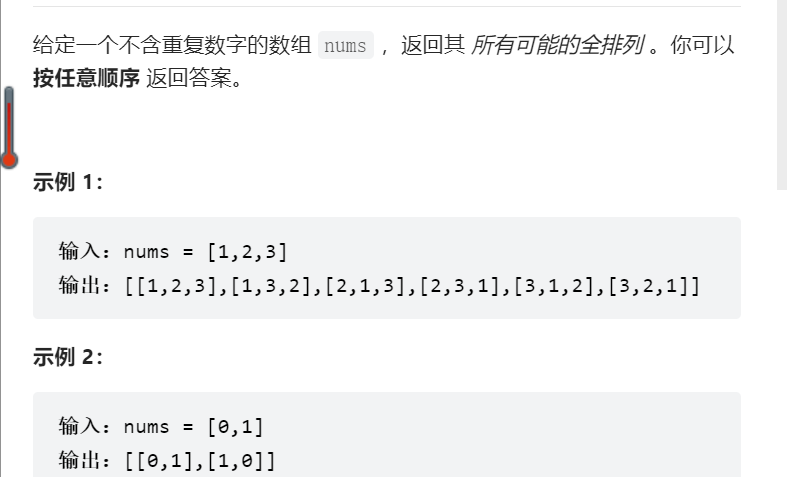 给定一个不含重复数字的数组 nums ，返回其 所有可能的全排列 。你可以
按任意顺序 返回答案。
示例 1：
输入：nums = [1,2,3]
输出：[[1,2,3],[1,3,2],[2,1,3],[2,3,1],[3,1,2],[3,2,1]]
示例 2：
输入：nums = [0,1]
输出：[[0,1],[1,0]]